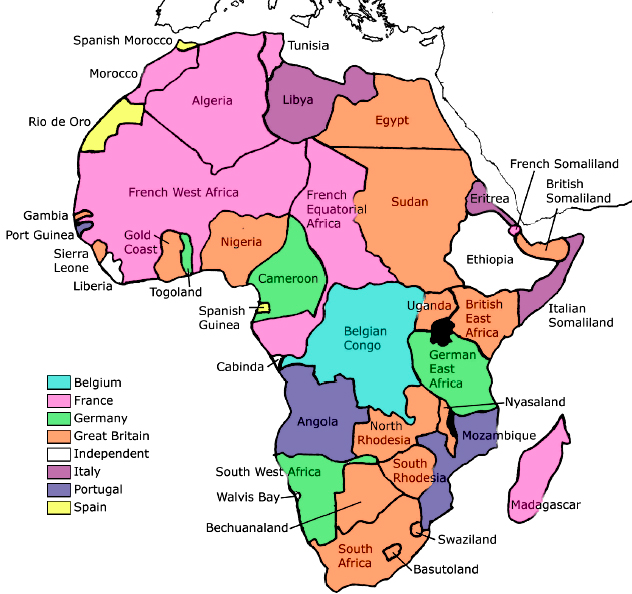 Spanish Morocco
Tunisia
Morocco
Algeria
Libya
Egypt
Rio de Oro
French Somaliland
British
Somaliland
French West Africa
French
Equatorial
Africa
Sudan
Eritrea
Gambia
Port Guinea
Gold
Coast
Nigeria
Sierra
Leone
Ethiopia
Liberia
Togoland
Cameroon
Spanish
Guinea
Uganda
British
East
Africa
Italian
Somaliland
Belgian
Congo
Cabinda
German
East
Africa
Belgium
France
Germany
Great Britain
Independent
Italy
Portugal
Spain
Nyasaland
Angola
North
Rhodesia
Mozambique
South West Africa
South
Rhodesia
Walvis Bay
Madagascar
Bechuanaland
Swaziland
South
Africa
Basutoland